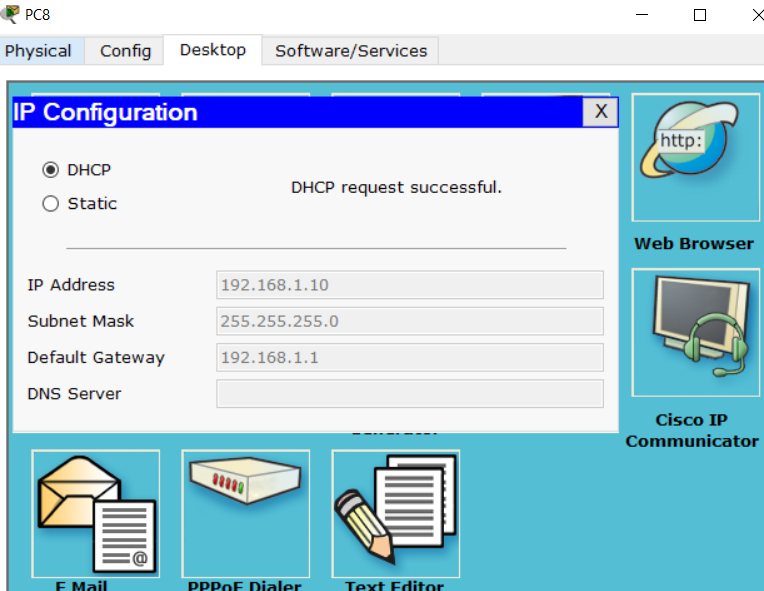 PC8
Physical Config Desktop Software/Services
IP Configuration X
DHCP
Static
DHCP request successful.
IP Address 192.168.1.10
Subnet Mask 255.255.255.0
Default Gateway 192.168.1.1
DNS Server
http:
Web Browser
Cisco IP
Communicator
@
E Mail
PPPoE Dialer
Text Editor